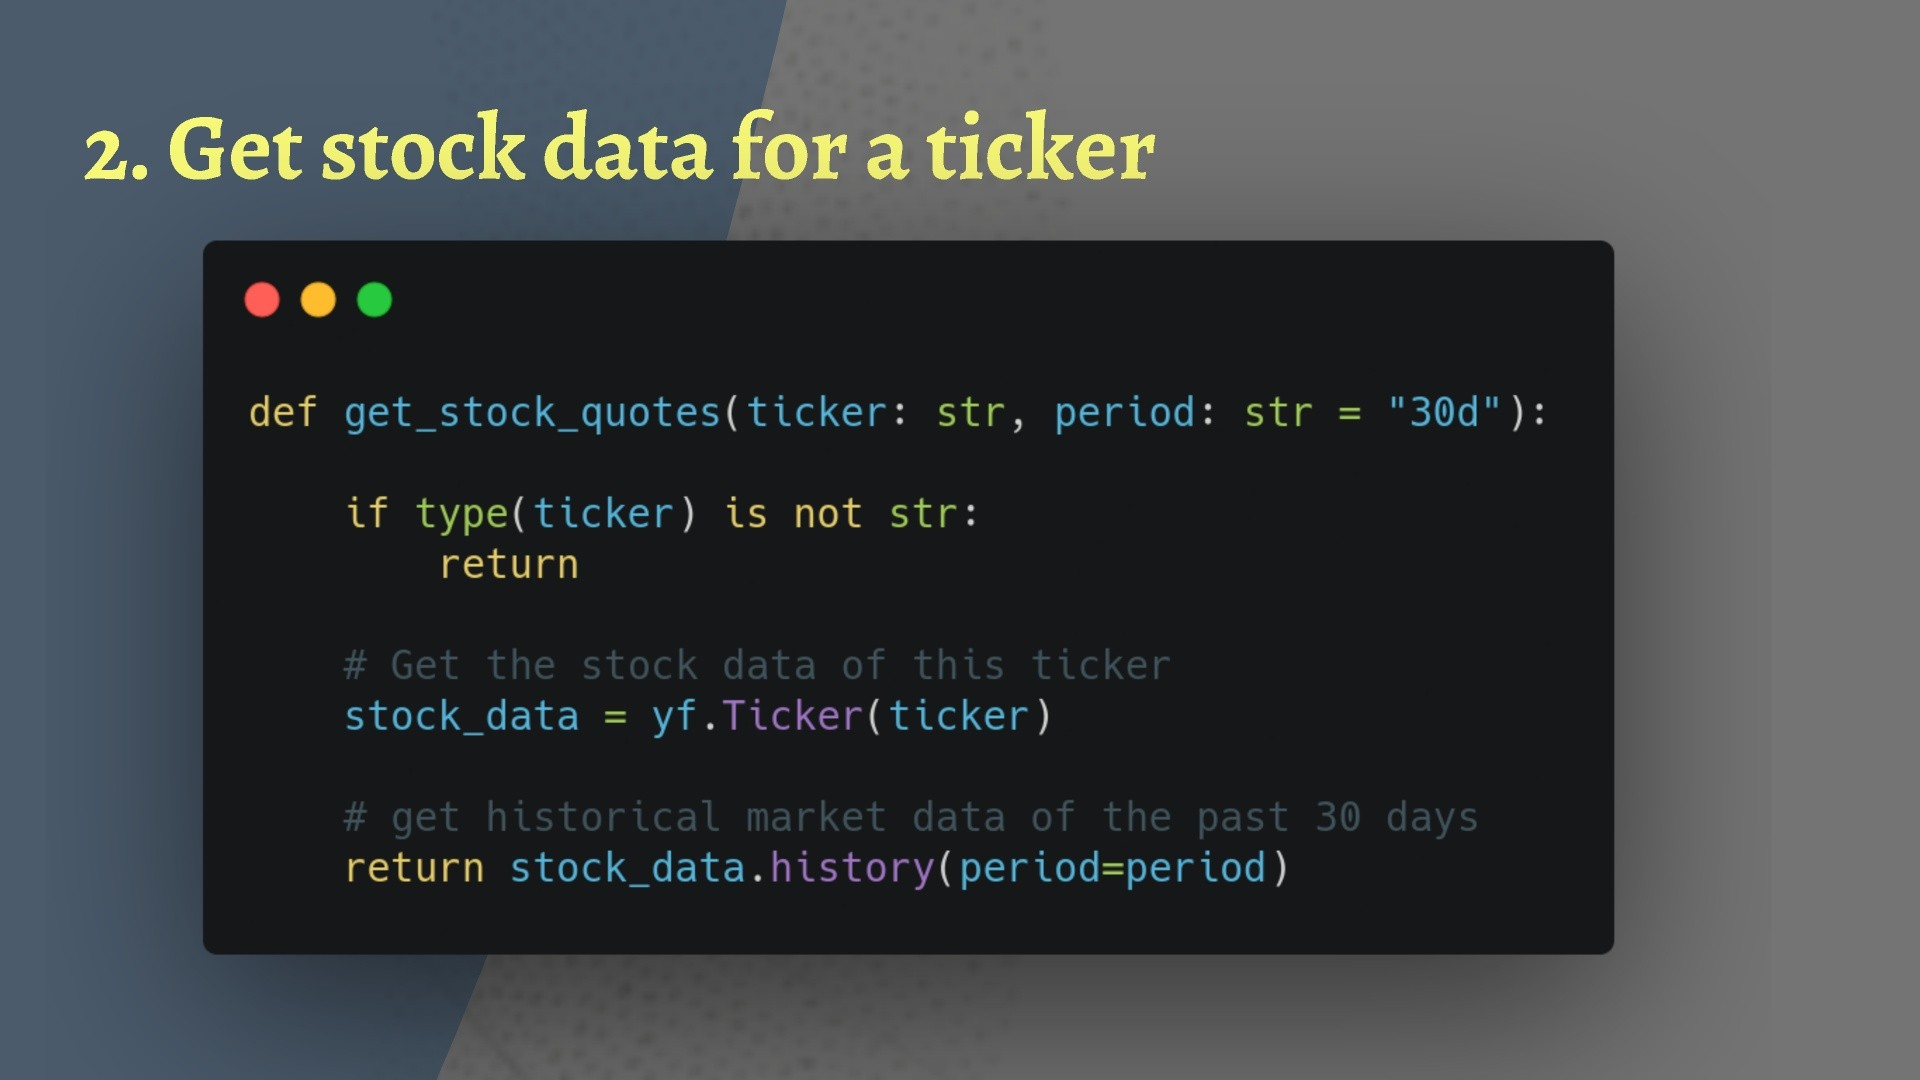 2. Get stock data for a ticker
def get_stock_quotes(ticker: str, period: str = "30d"):
    if type(ticker) is not str:
        return
    # Get the stock data of this ticker
    stock_data = yf.Ticker(ticker)
    # get historical market data of the past 30 days
    return stock_data.history(period=period)